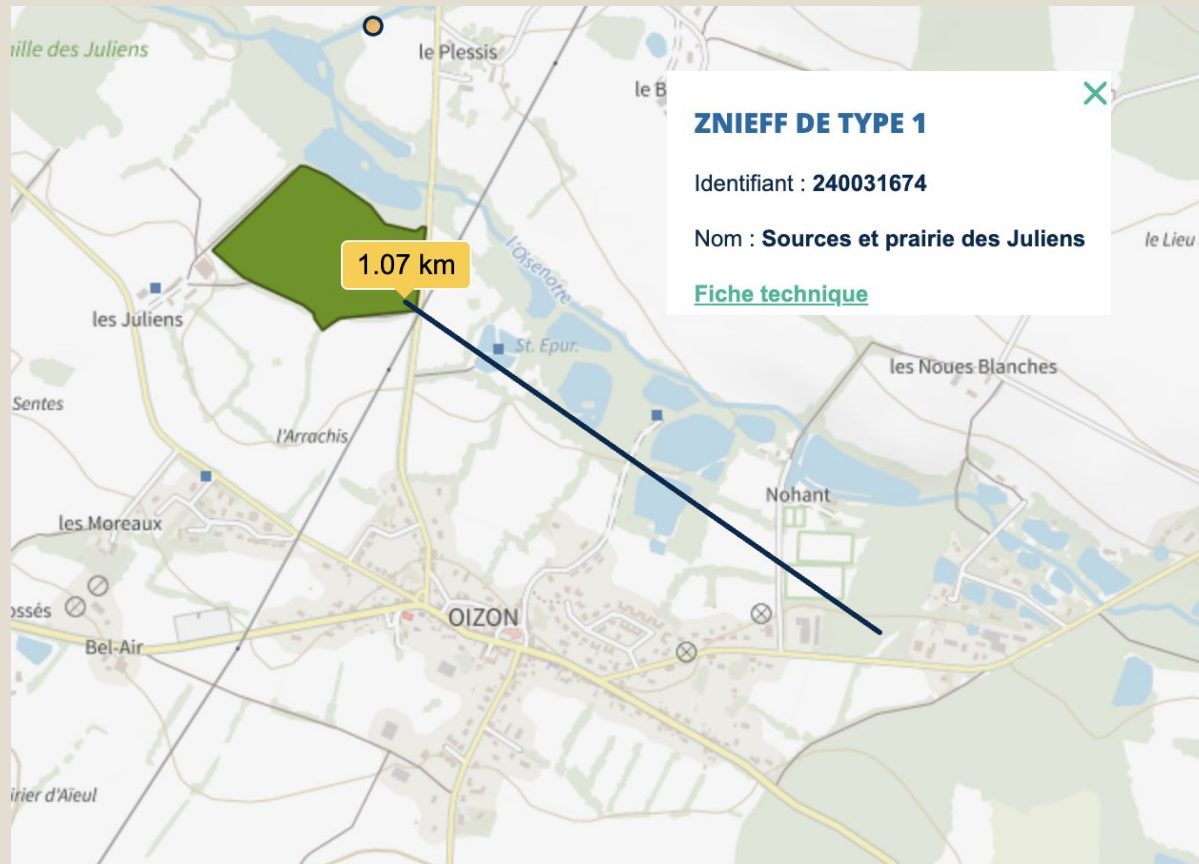 ille des Juliens
le Plessis
le B
ZNIEFF DE TYPE 1
Identifiant : 240031674
Nom : Sources et prairie des Juliens
Fiche technique
le Lieu
l'Oisenotte
1.07 km
les Juliens
St. Epur.
les Noues Blanches
Sentes
l'Arrachis
Nohant
les Moreaux
ossés
OIZON
Bel-Air
irier d'Aïeul